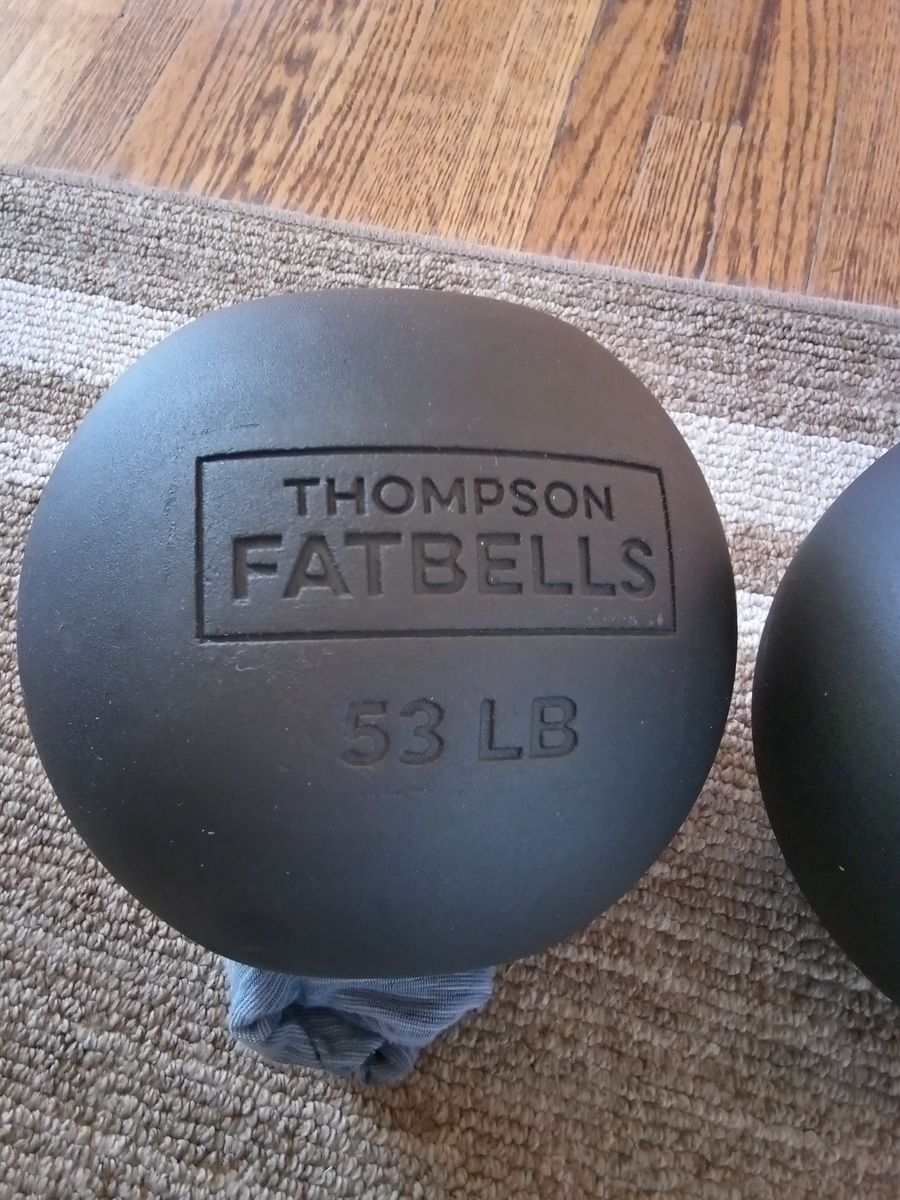 THOMPSON
FATBELLS
53 LB